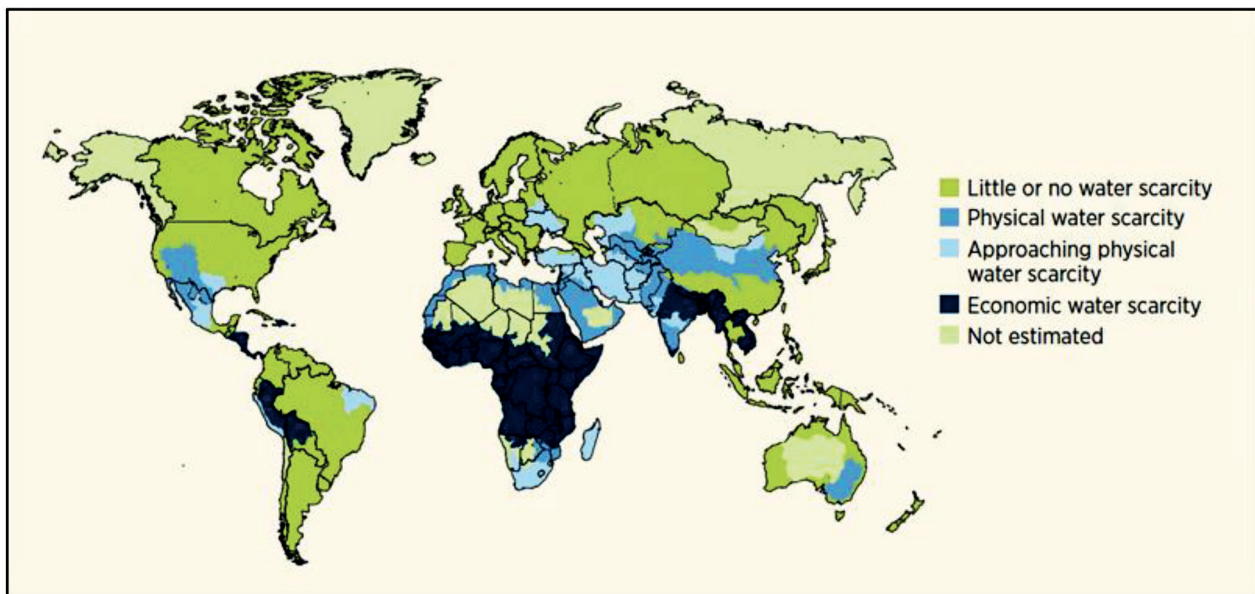 Little or no water scarcity
Physical water scarcity
Approaching physical
water scarcity
Economic water scarcity
Not estimated